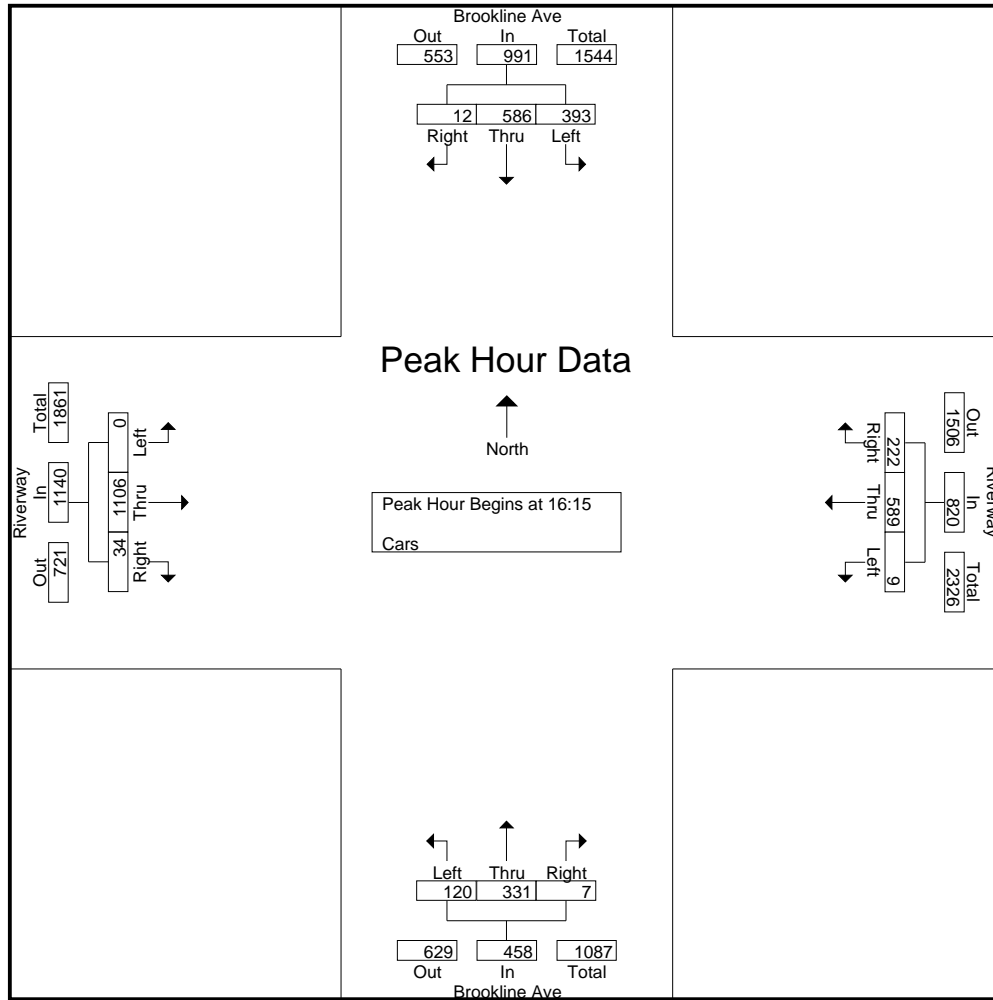 Brookline Ave
Out In Total
553 991 1544
12 586 393
Right Thru Left
Peak Hour Data
North
Peak Hour Begins at 16:15
Cars
Riverway
Total In Out
1861 1140 721
0 1106 34
Left Thru Right
Right Thru Left
222 589 9
Out In Total
1506 820 2326
Riverway
Left Thru Right
120 331 7
629 458 1087
Out In Total
Brookline Ave